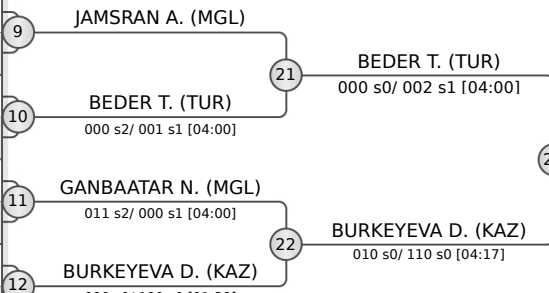 JAMSRAN A. (MGL)
9
21
BEDER T. (TUR)
000 s0/ 002 s1 [04:00]
BEDER T. (TUR)
10
000 s2/ 001 s1 [04:00]
GANBAATAR N. (MGL)
11
011 s2/ 000 s1 [04:00]
22
BURKEYEVA D. (KAZ)
010 s0/ 110 s0 [04:17]
BURKEYEVA D. (KAZ)
12